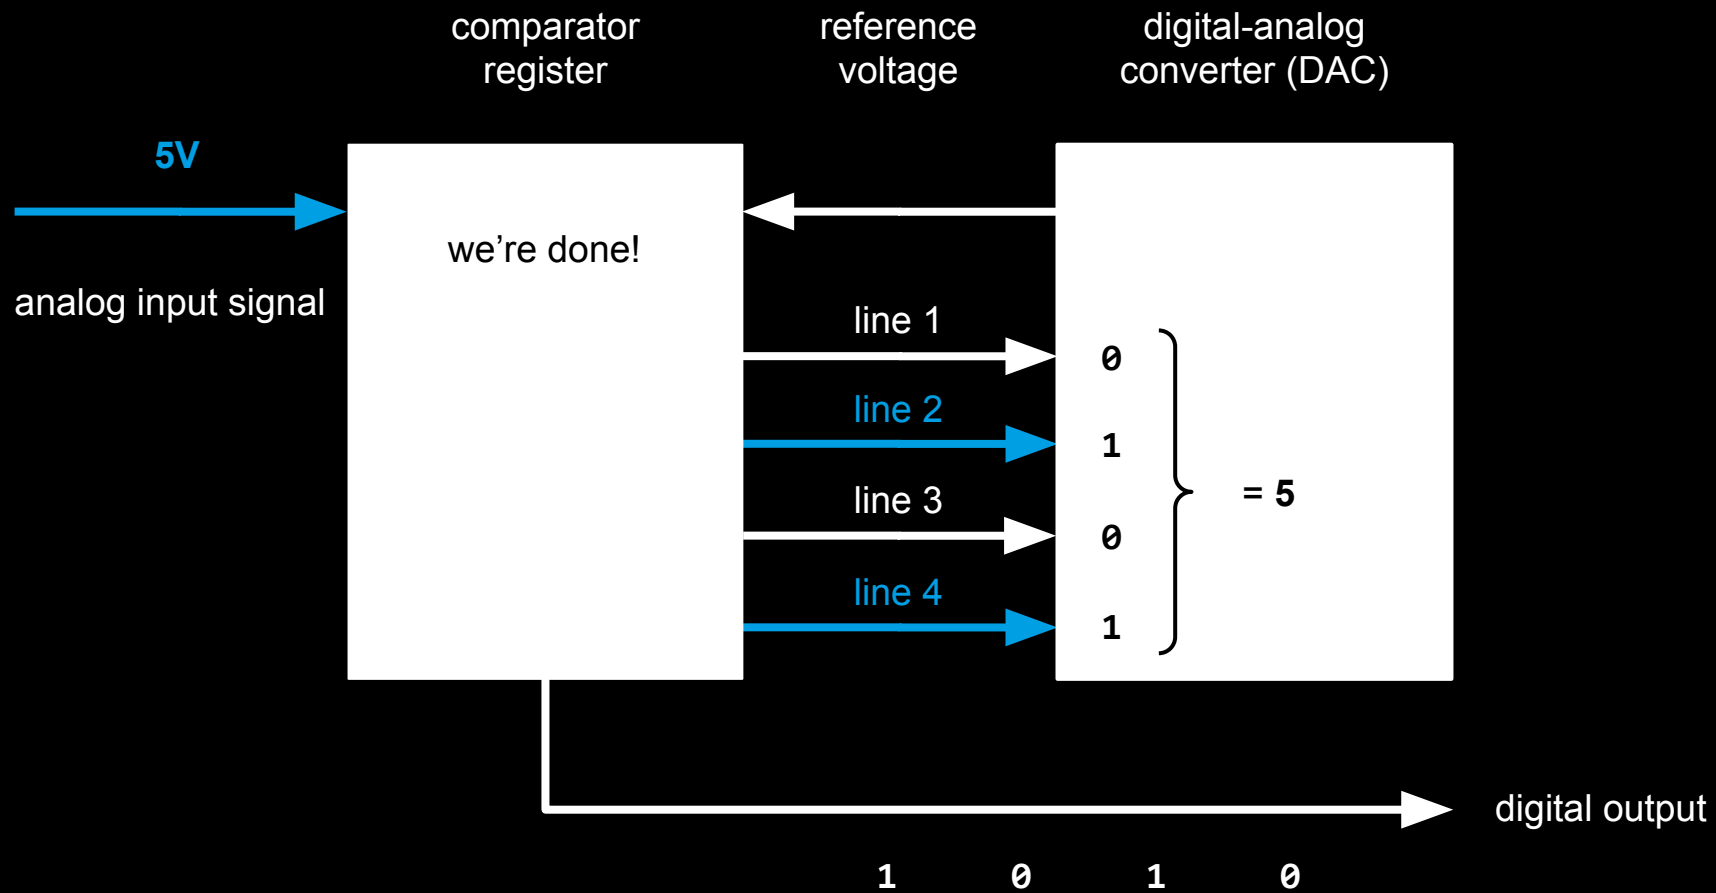 comparator
register
reference
voltage
digital-analog
converter (DAC)
5V
analog input signal
we’re done!
line 1
0
line 2
1
line 3
0
line 4
1
= 5
digital output
1 0 1 0